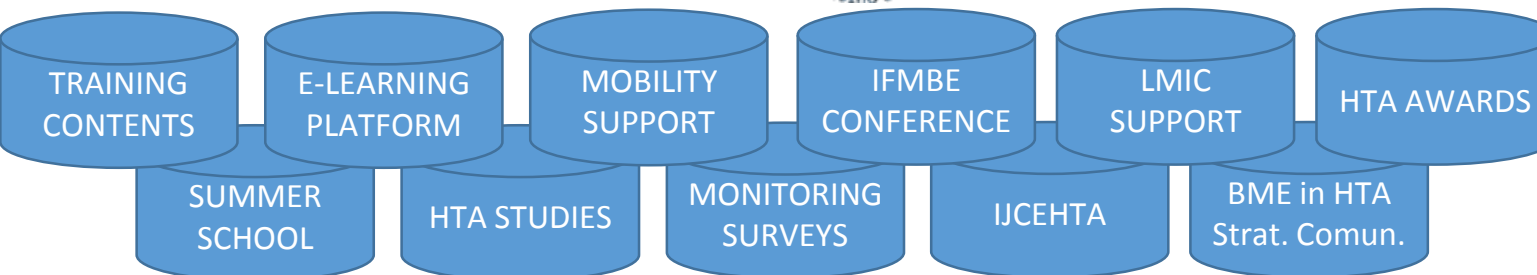 TRAINING
CONTENTS
E-LEARNING
PLATFORM
MOBILITY
SUPPORT
IFMBE
CONFERENCE
LMIC
SUPPORT
HTA AWARDS
SUMMER
SCHOOL
HTA STUDIES
MONITORING
SURVEYS
IJCEHTA
BME in HTA
Strat. Comun.